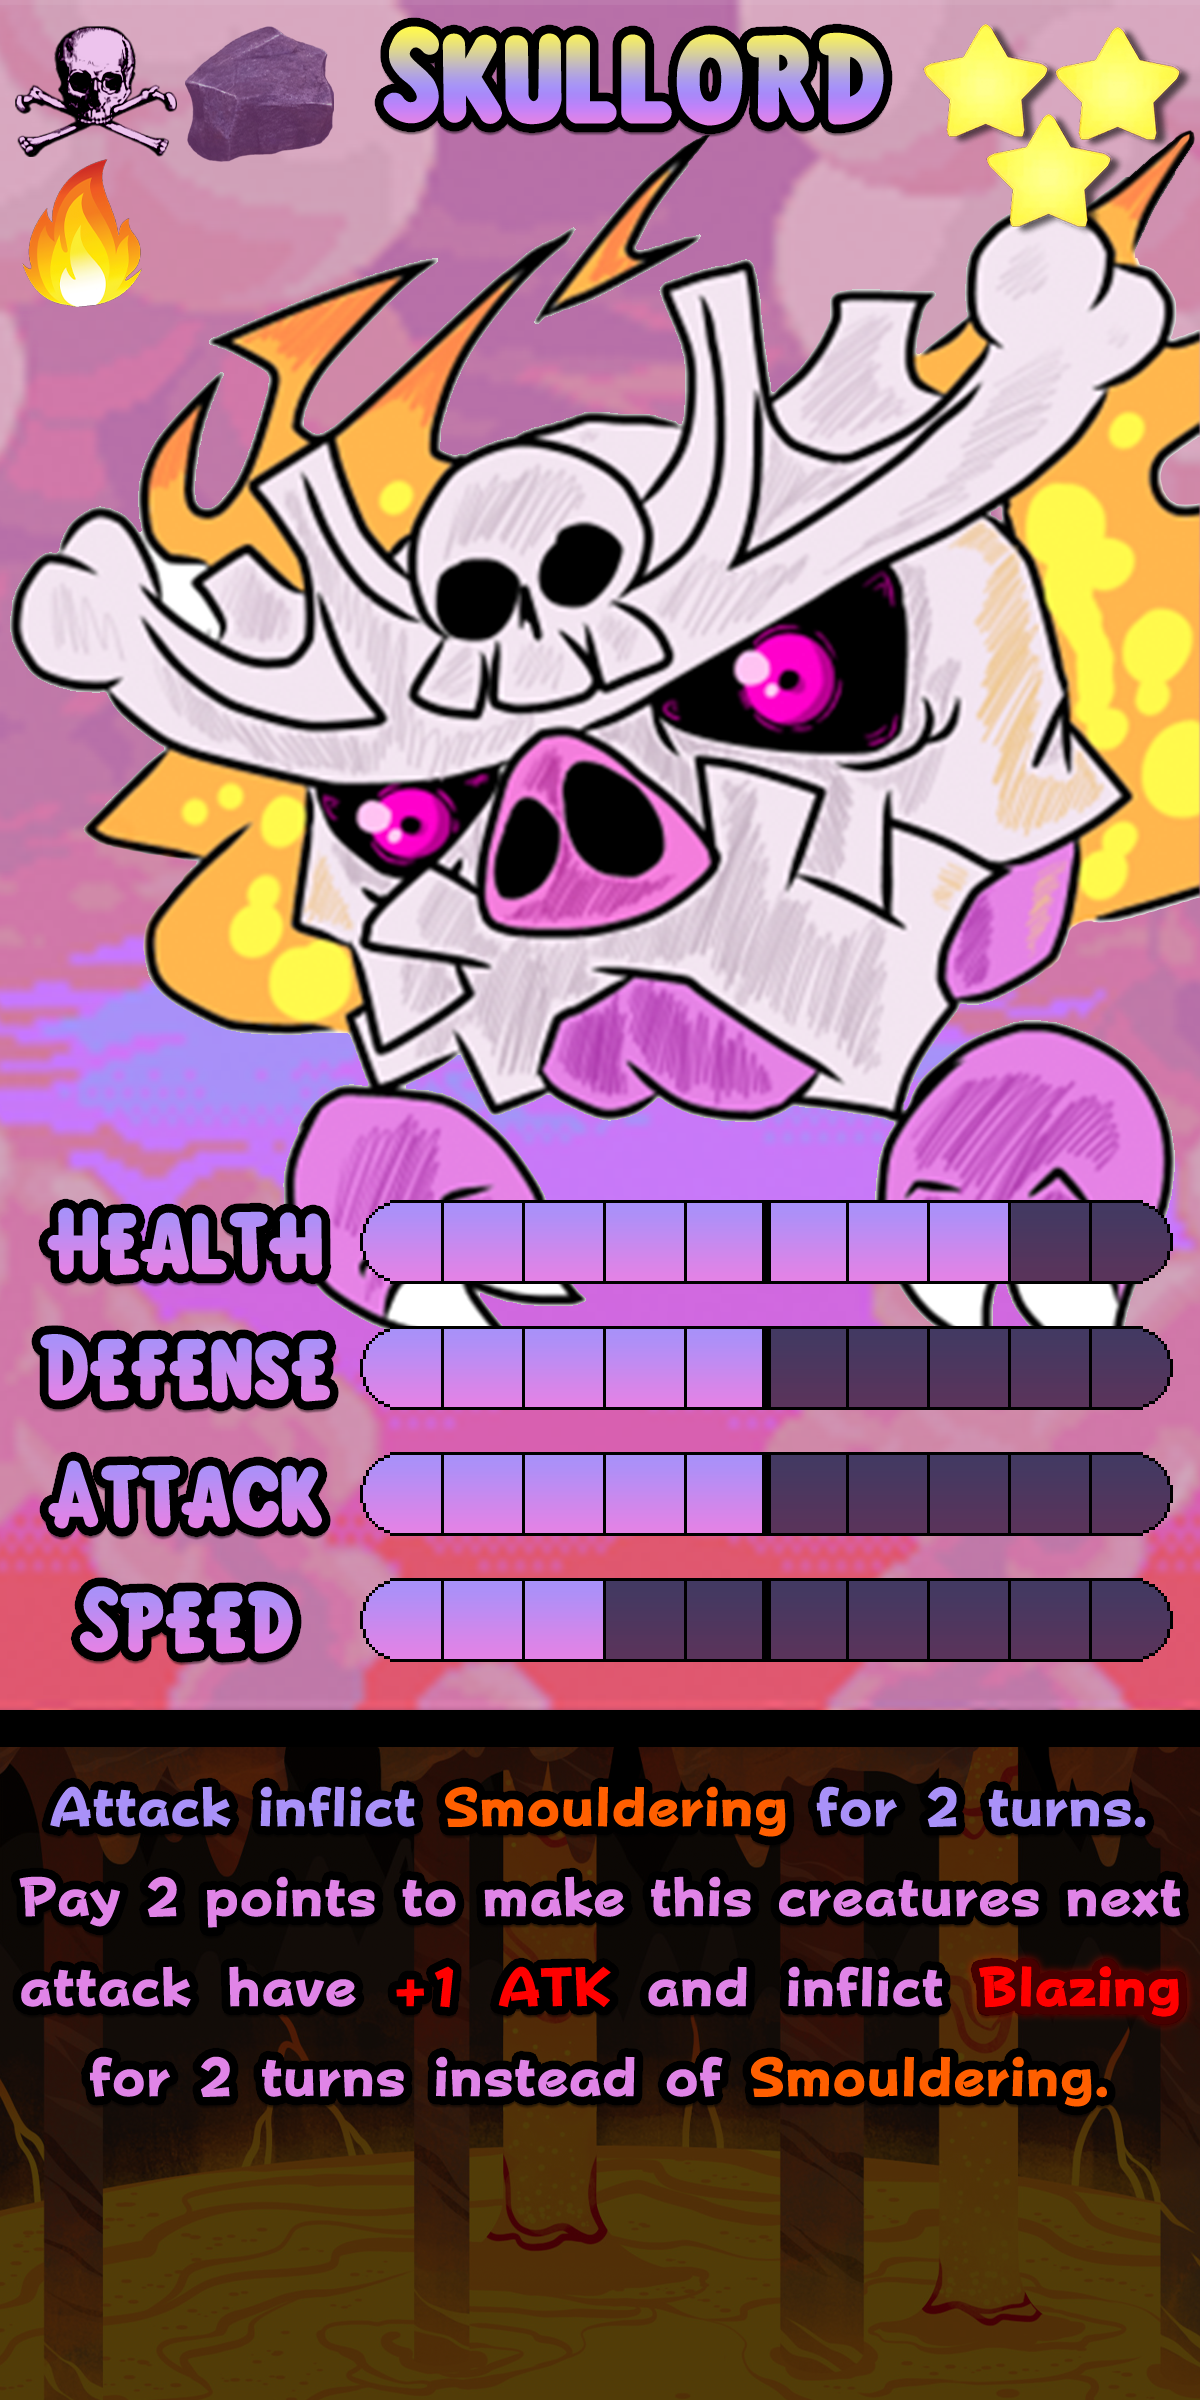 SKULLORD
HEALTH
DEFENSE
ATTACK
SPEED
Attack inflict Smouldering for 2 turns.
Pay 2 points to make this creatures next
attack have +1 ATK and inflict Blazing
for 2 turns instead of Smouldering.